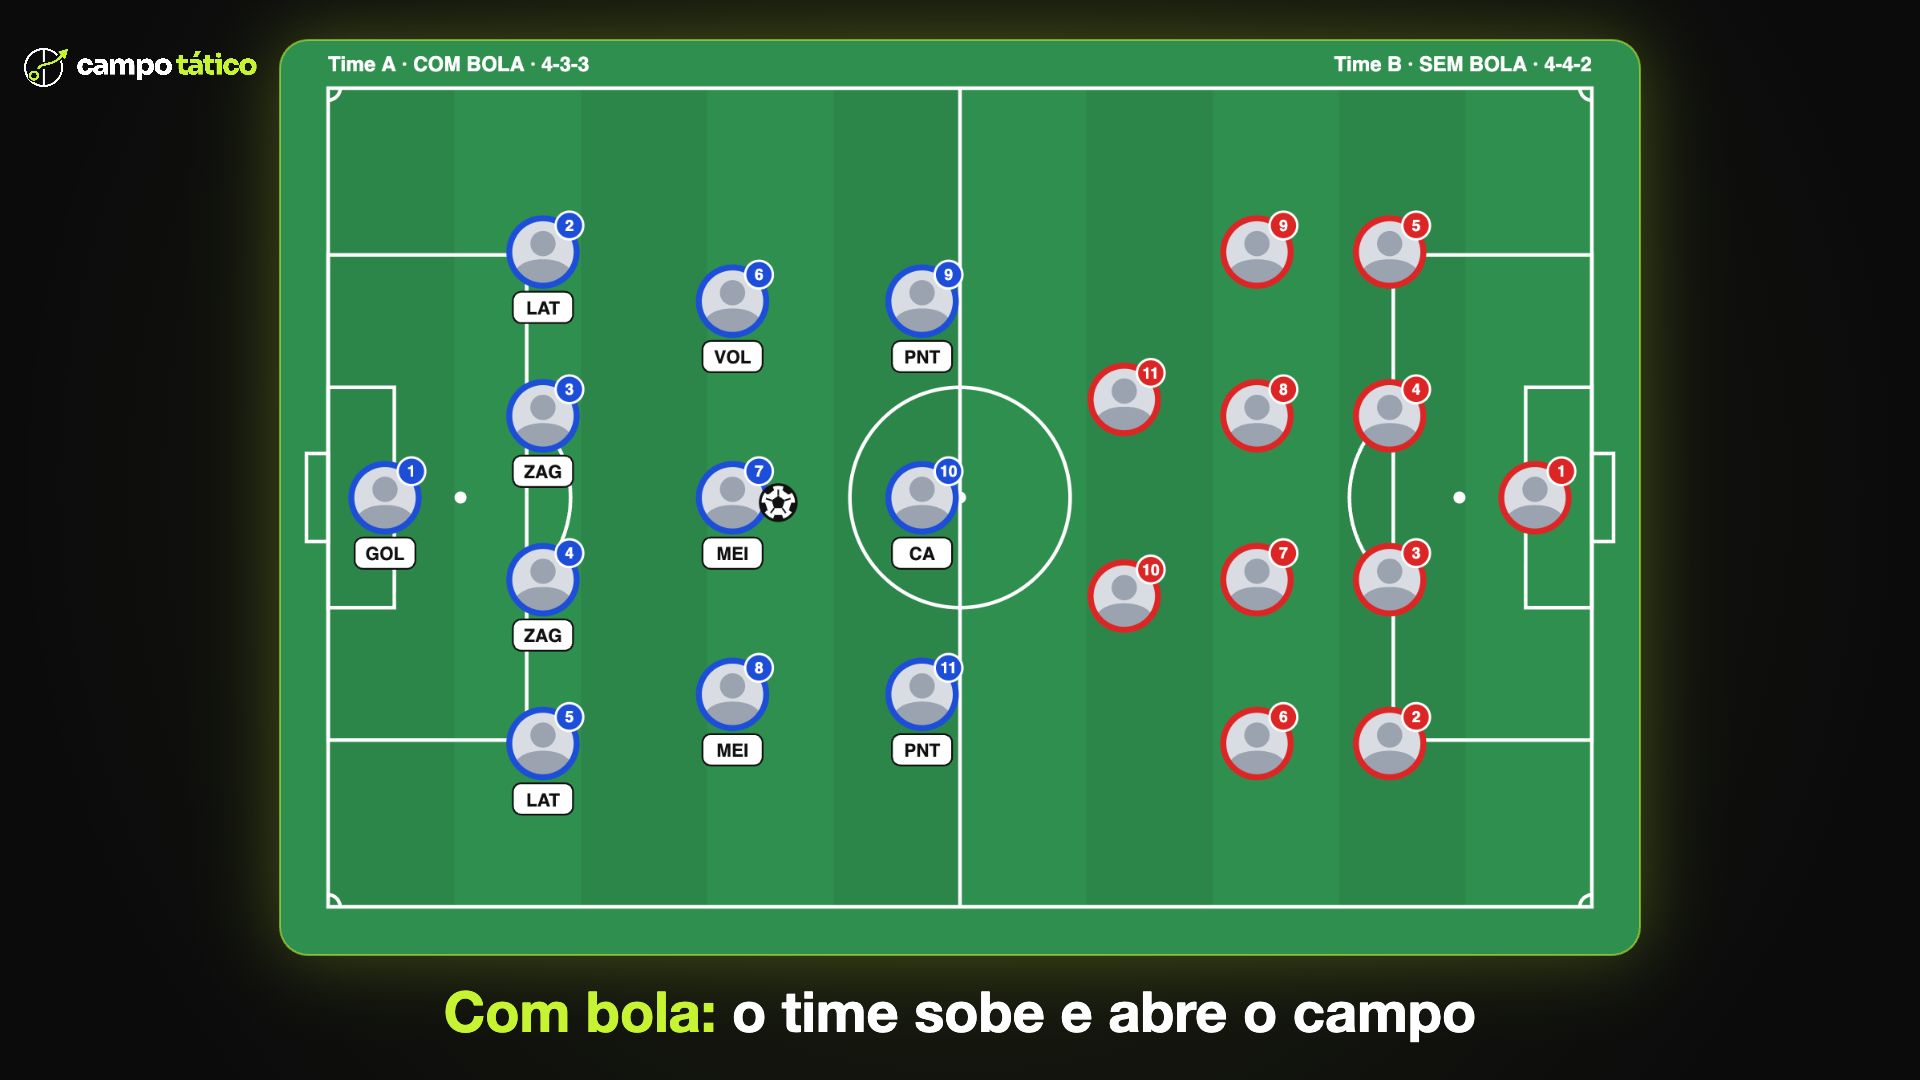 campo tático
Time A · COM BOLA · 4-3-3
Time B · SEM BOLA · 4-4-2
2
LAT
6
VOL
9
PNT
3
ZAG
1
GOL
7
MEI
10
CA
4
ZAG
8
MEI
11
PNT
5
LAT
9
5
11
8
4
1
10
7
3
6
2
Com bola: o time sobe e abre o campo